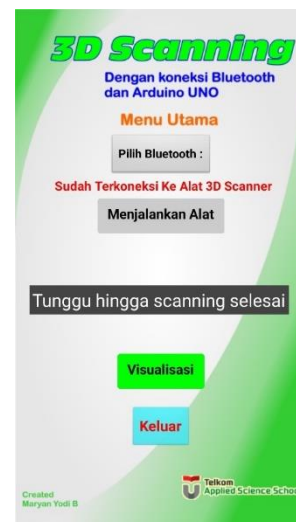 3D Scanning
Dengan koneksi Bluetooth
dan Arduino UNO
Menu Utama
Pilih Bluetooth :
Sudah Terkoneksi Ke Alat 3D Scanner
Menjalankan Alat
Tunggu hingga scanning selesai
Visualisasi
Keluar
Created
Maryan Yodi B
Telkom
Applied Science School